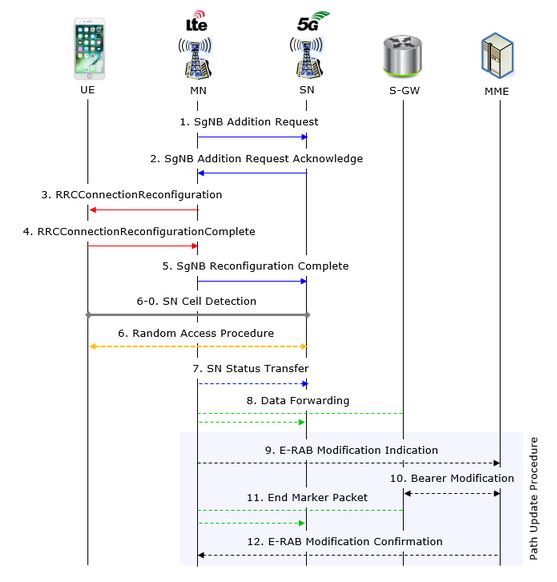 Lte
5G
UE
MN
SN
S-GW
MME
1. SgNB Addition Request
2. SgNB Addition Request Acknowledge
3. RRCConnectionReconfiguration
4. RRCConnectionReconfigurationComplete
5. SgNB Reconfiguration Complete
6-0. SN Cell Detection
6. Random Access Procedure
7. SN Status Transfer
8. Data Forwarding
9. E-RAB Modification Indication
10. Bearer Modification
11. End Marker Packet
12. E-RAB Modification Confirmation
Path Update Procedure